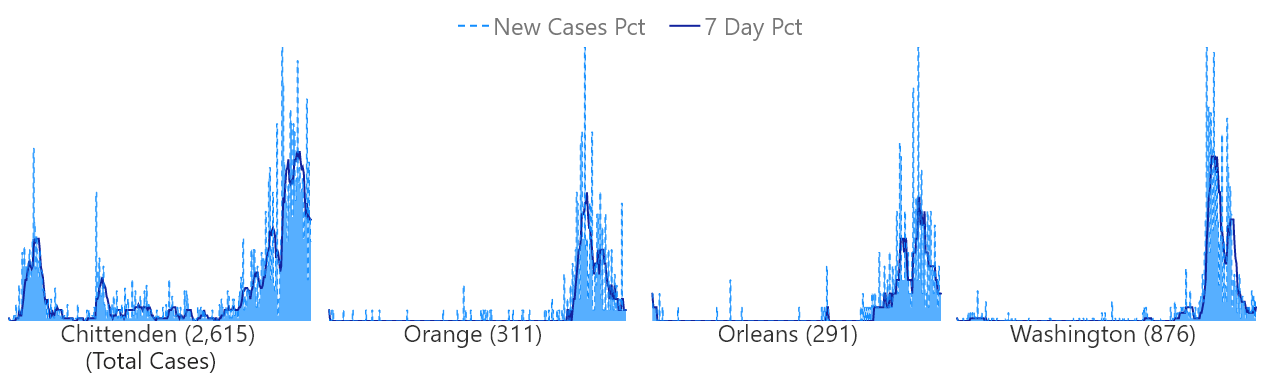 New Cases Pct 7 Day Pct
Chittenden (2,615) Orange (311) Orleans (291) Washington (876)
(Total Cases)